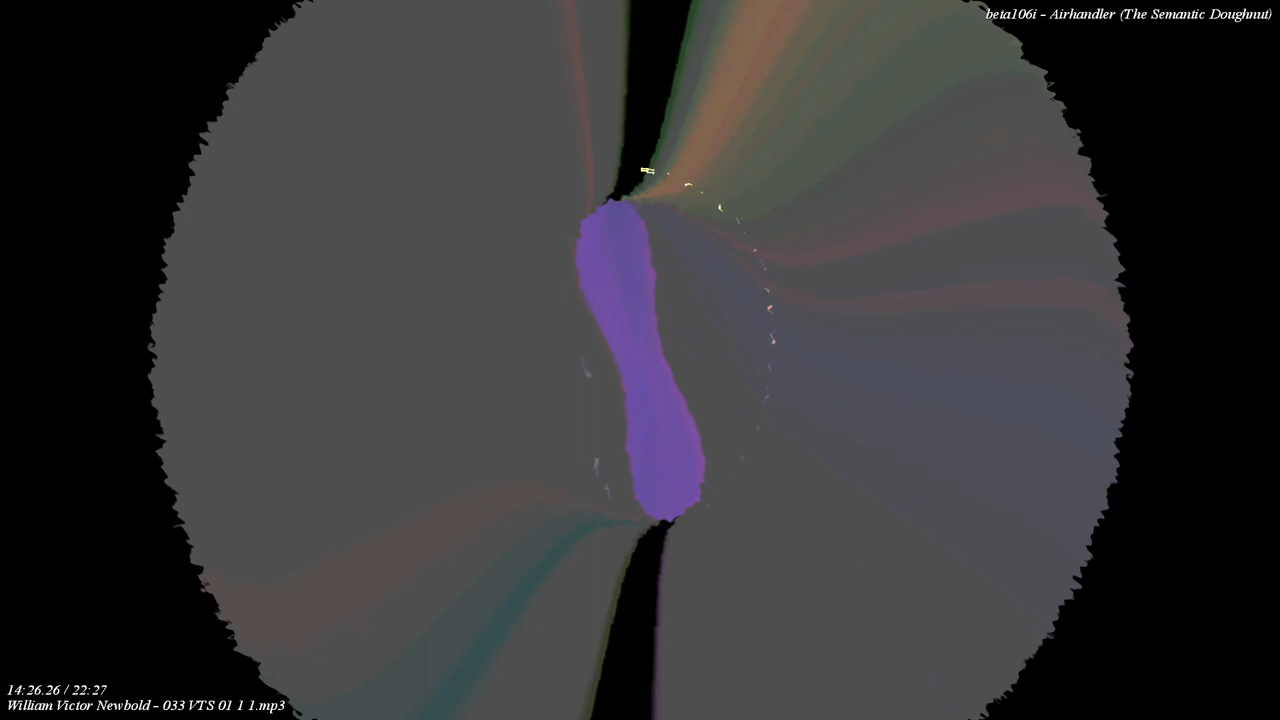 beta106i - Airhandler (The Semantic Doughnut)
14:26.26 / 22:27
William Victor Newbold - 033 VTS 01 1 1.mp3